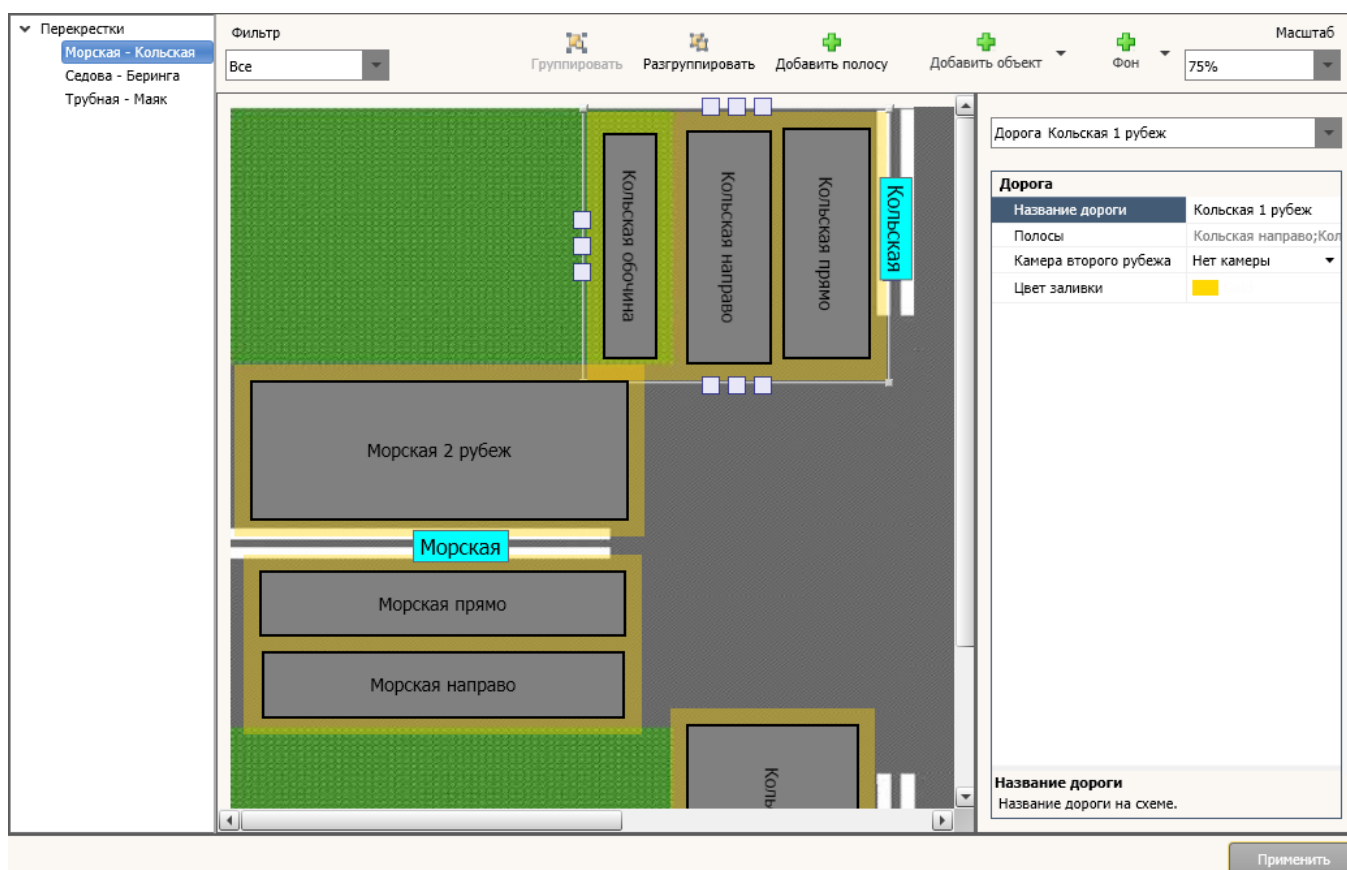 Перекрестки
Морская - Кольская
Седова - Беринга
Трубная - Маяк
Фильтр
Все
Группировать
Разгруппировать
Добавить полосу
Добавить объект
Фон
Масштаб
75%
Кольская обочина
Кольская направо
Кольская прямо
Кольская
Морская 2 рубеж
Морская
Морская прямо
Морская направо
Коль
Дорога Кольская 1 рубеж
Дорога
Название дороги Кольская 1 рубеж
Полосы Кольская направо;Кол
Камера второго рубежа Нет камеры
Цвет заливки
Название дороги
Название дороги на схеме.
Применить